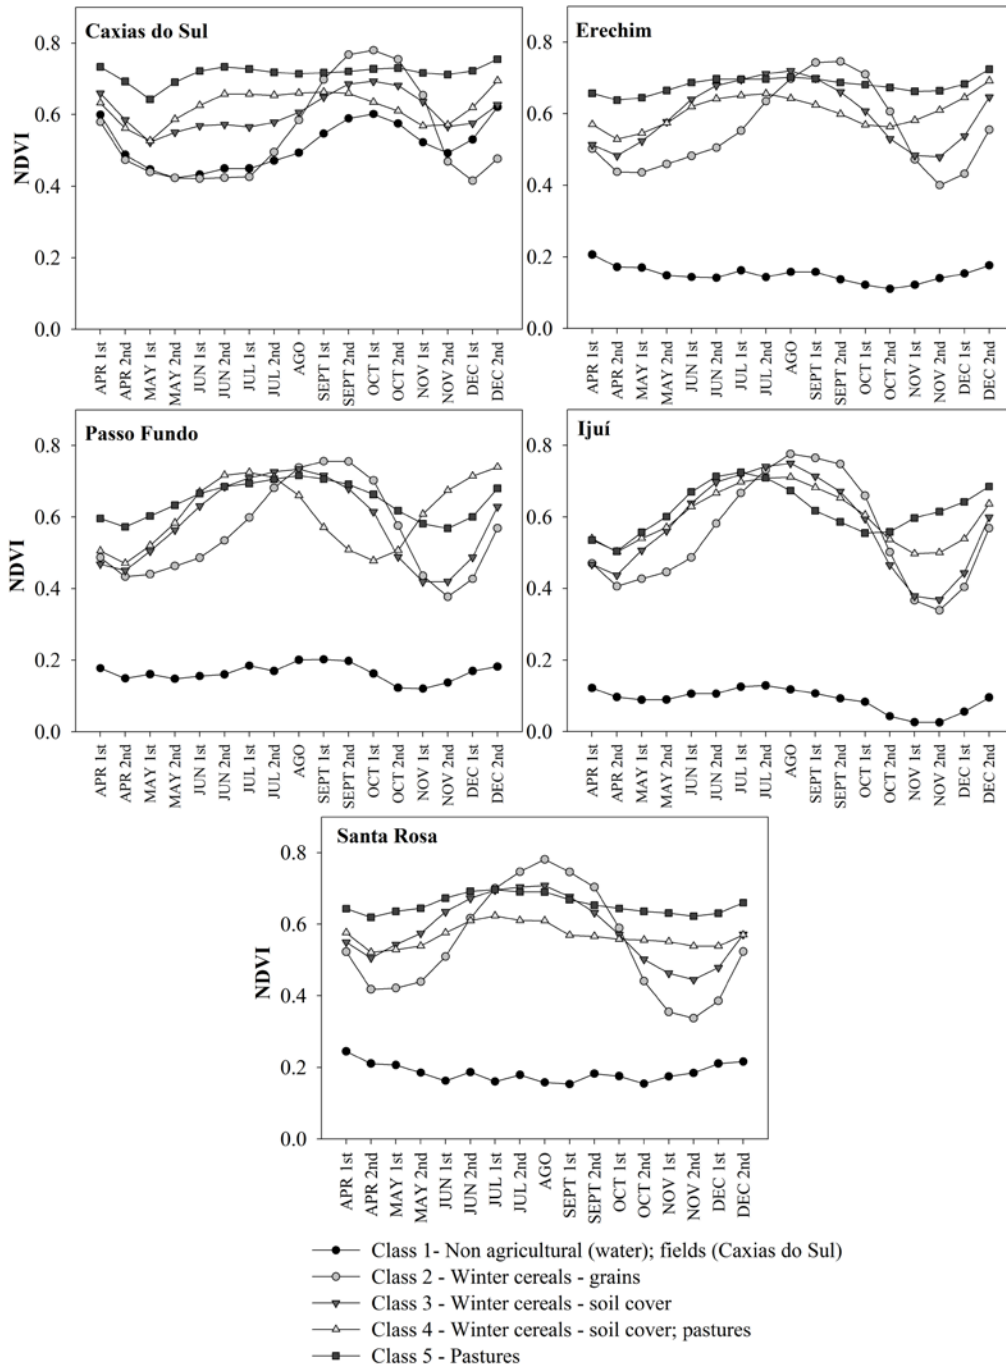 Caxias do Sul
NDVI
0.8
0.6
0.4
0.2
0.0
APR 1st
APR 2nd
MAY 1st
MAY 2nd
JUN 1st
JUN 2nd
JUL 1st
JUL 2nd
AGO
SEPT 1st
SEPT 2nd
OCT 1st
OCT 2nd
NOV 1st
NOV 2nd
DEC 1st
DEC 2nd
Erechim
0.8
0.6
0.4
0.2
0.0
APR 1st
APR 2nd
MAY 1st
MAY 2nd
JUN 1st
JUN 2nd
JUL 1st
JUL 2nd
AGO
SEPT 1st
SEPT 2nd
OCT 1st
OCT 2nd
NOV 1st
NOV 2nd
DEC 1st
DEC 2nd
Passo Fundo
NDVI
0.8
0.6
0.4
0.2
0.0
APR 1st
APR 2nd
MAY 1st
MAY 2nd
JUN 1st
JUN 2nd
JUL 1st
JUL 2nd
AGO
SEPT 1st
SEPT 2nd
OCT 1st
OCT 2nd
NOV 1st
NOV 2nd
DEC 1st
DEC 2nd
Ijuí
0.8
0.6
0.4
0.2
0.0
APR 1st
APR 2nd
MAY 1st
MAY 2nd
JUN 1st
JUN 2nd
JUL 1st
JUL 2nd
AGO
SEPT 1st
SEPT 2nd
OCT 1st
OCT 2nd
NOV 1st
NOV 2nd
DEC 1st
DEC 2nd
Santa Rosa
NDVI
0.8
0.6
0.4
0.2
0.0
APR 1st
APR 2nd
MAY 1st
MAY 2nd
JUN 1st
JUN 2nd
JUL 1st
JUL 2nd
AGO
SEPT 1st
SEPT 2nd
OCT 1st
OCT 2nd
NOV 1st
NOV 2nd
DEC 1st
DEC 2nd
Class 1- Non agricultural (water); fields (Caxias do Sul)
Class 2 - Winter cereals - grains
Class 3 - Winter cereals - soil cover
Class 4 - Winter cereals - soil cover; pastures
Class 5 - Pastures